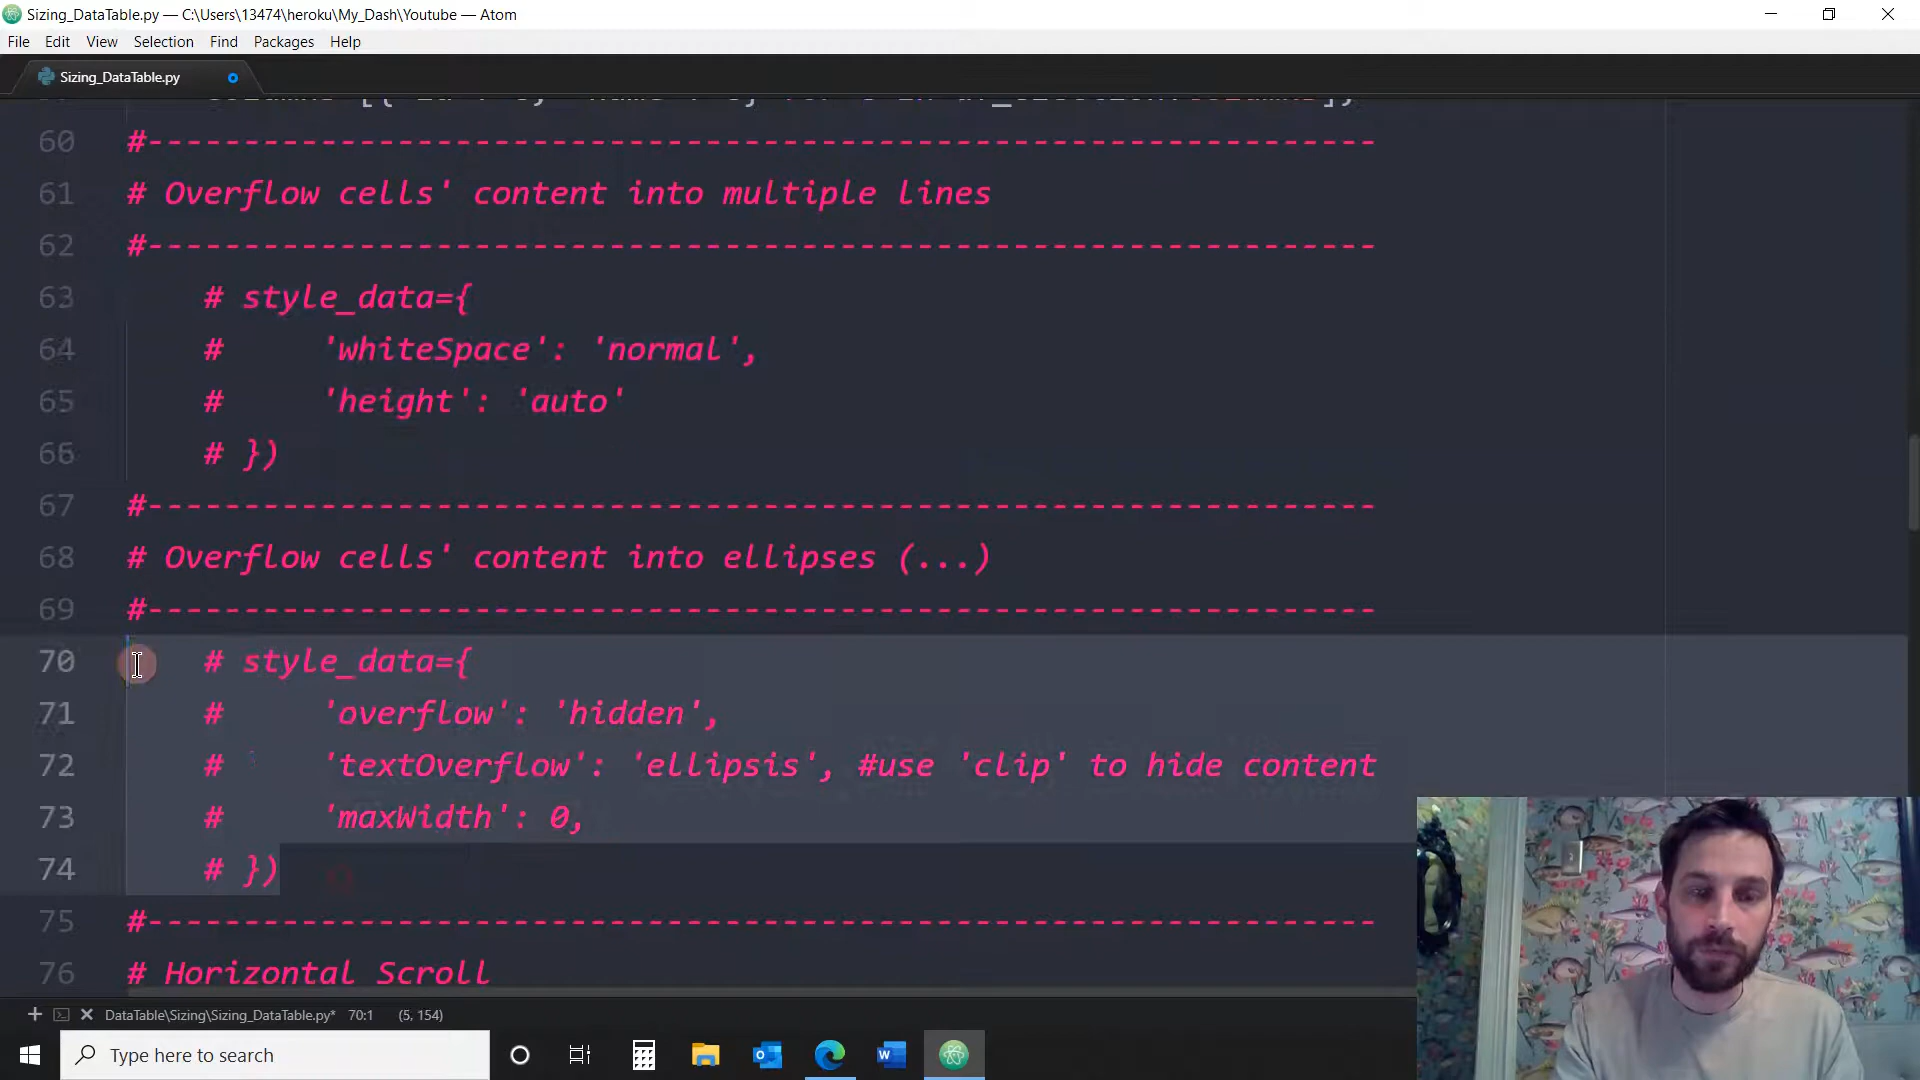 Sizing_DataTable.py — C:\Users\13474\heroku\My_Dash\Youtube — Atom
File Edit View Selection Find Packages Help
Sizing_DataTable.py
60 #----------------------------------------------------------------
61 # Overflow cells' content into multiple lines
62 #----------------------------------------------------------------
63 # style_data={
64 # 'whiteSpace': 'normal',
65 # 'height': 'auto'
66 # })
67 #----------------------------------------------------------------
68 # Overflow cells' content into ellipses (...)
69 #----------------------------------------------------------------
70 # style_data={
71 # 'overflow': 'hidden',
72 # 'textOverflow': 'ellipsis', #use 'clip' to hide content
73 # 'maxWidth': 0,
74 # })
75 #----------------------------------------------------------------
76 # Horizontal Scroll
DataTable\Sizing\Sizing_DataTable.py* 70:1 (5, 154)
Type here to search